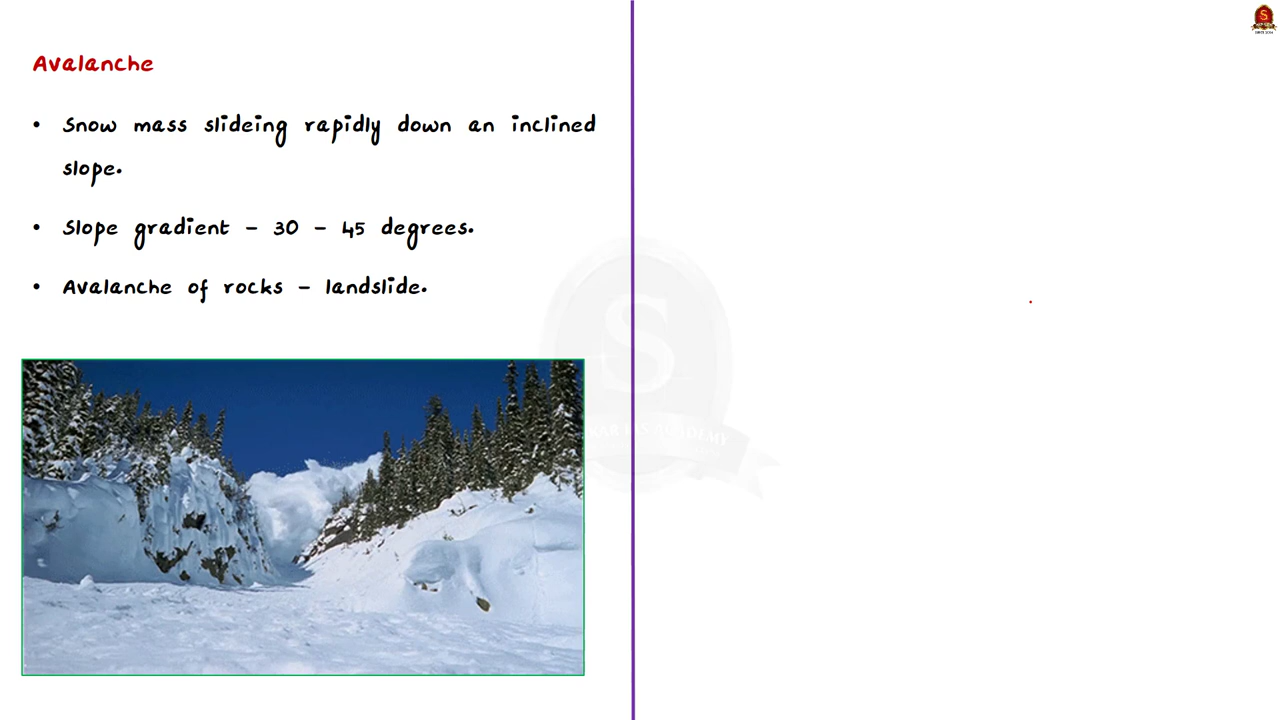 Avalanche
• Snow mass slideing rapidly down an inclined
slope.
• Slope gradient – 30 – 45 degrees.
• Avalanche of rocks – landslide.
S
S